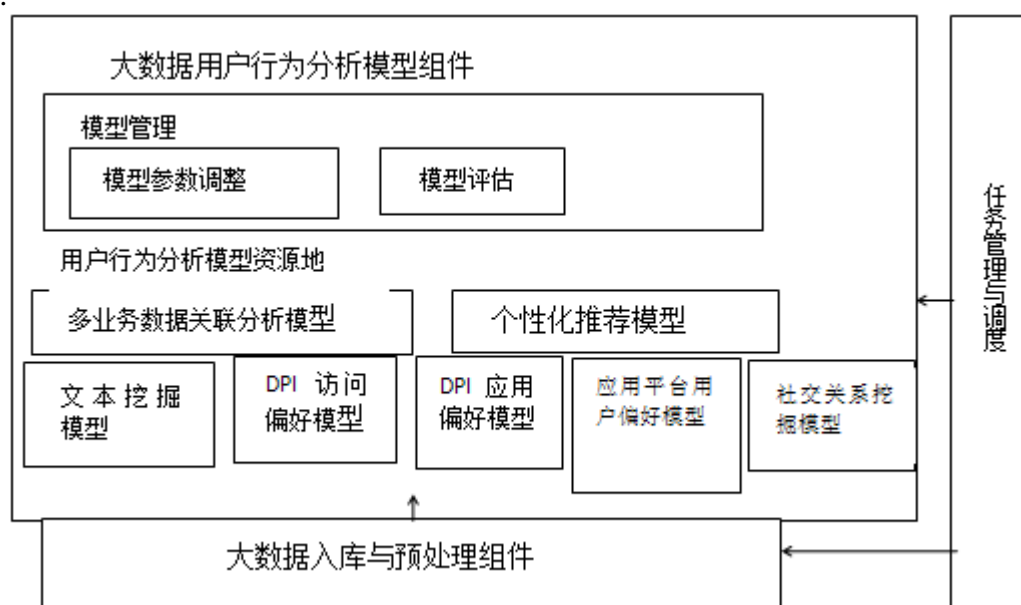 大数据用户行为分析模型组件
模型管理
模型参数调整
模型评估
用户行为分析模型资源地
多业务数据关联分析模型
个性化推荐模型
文本挖掘
模型
DPI 访问
偏好模型
DPI 应用
偏好模型
应用平台用
户偏好模型
社交关系挖
掘模型
大数据入库与预处理组件
任务管理与调度